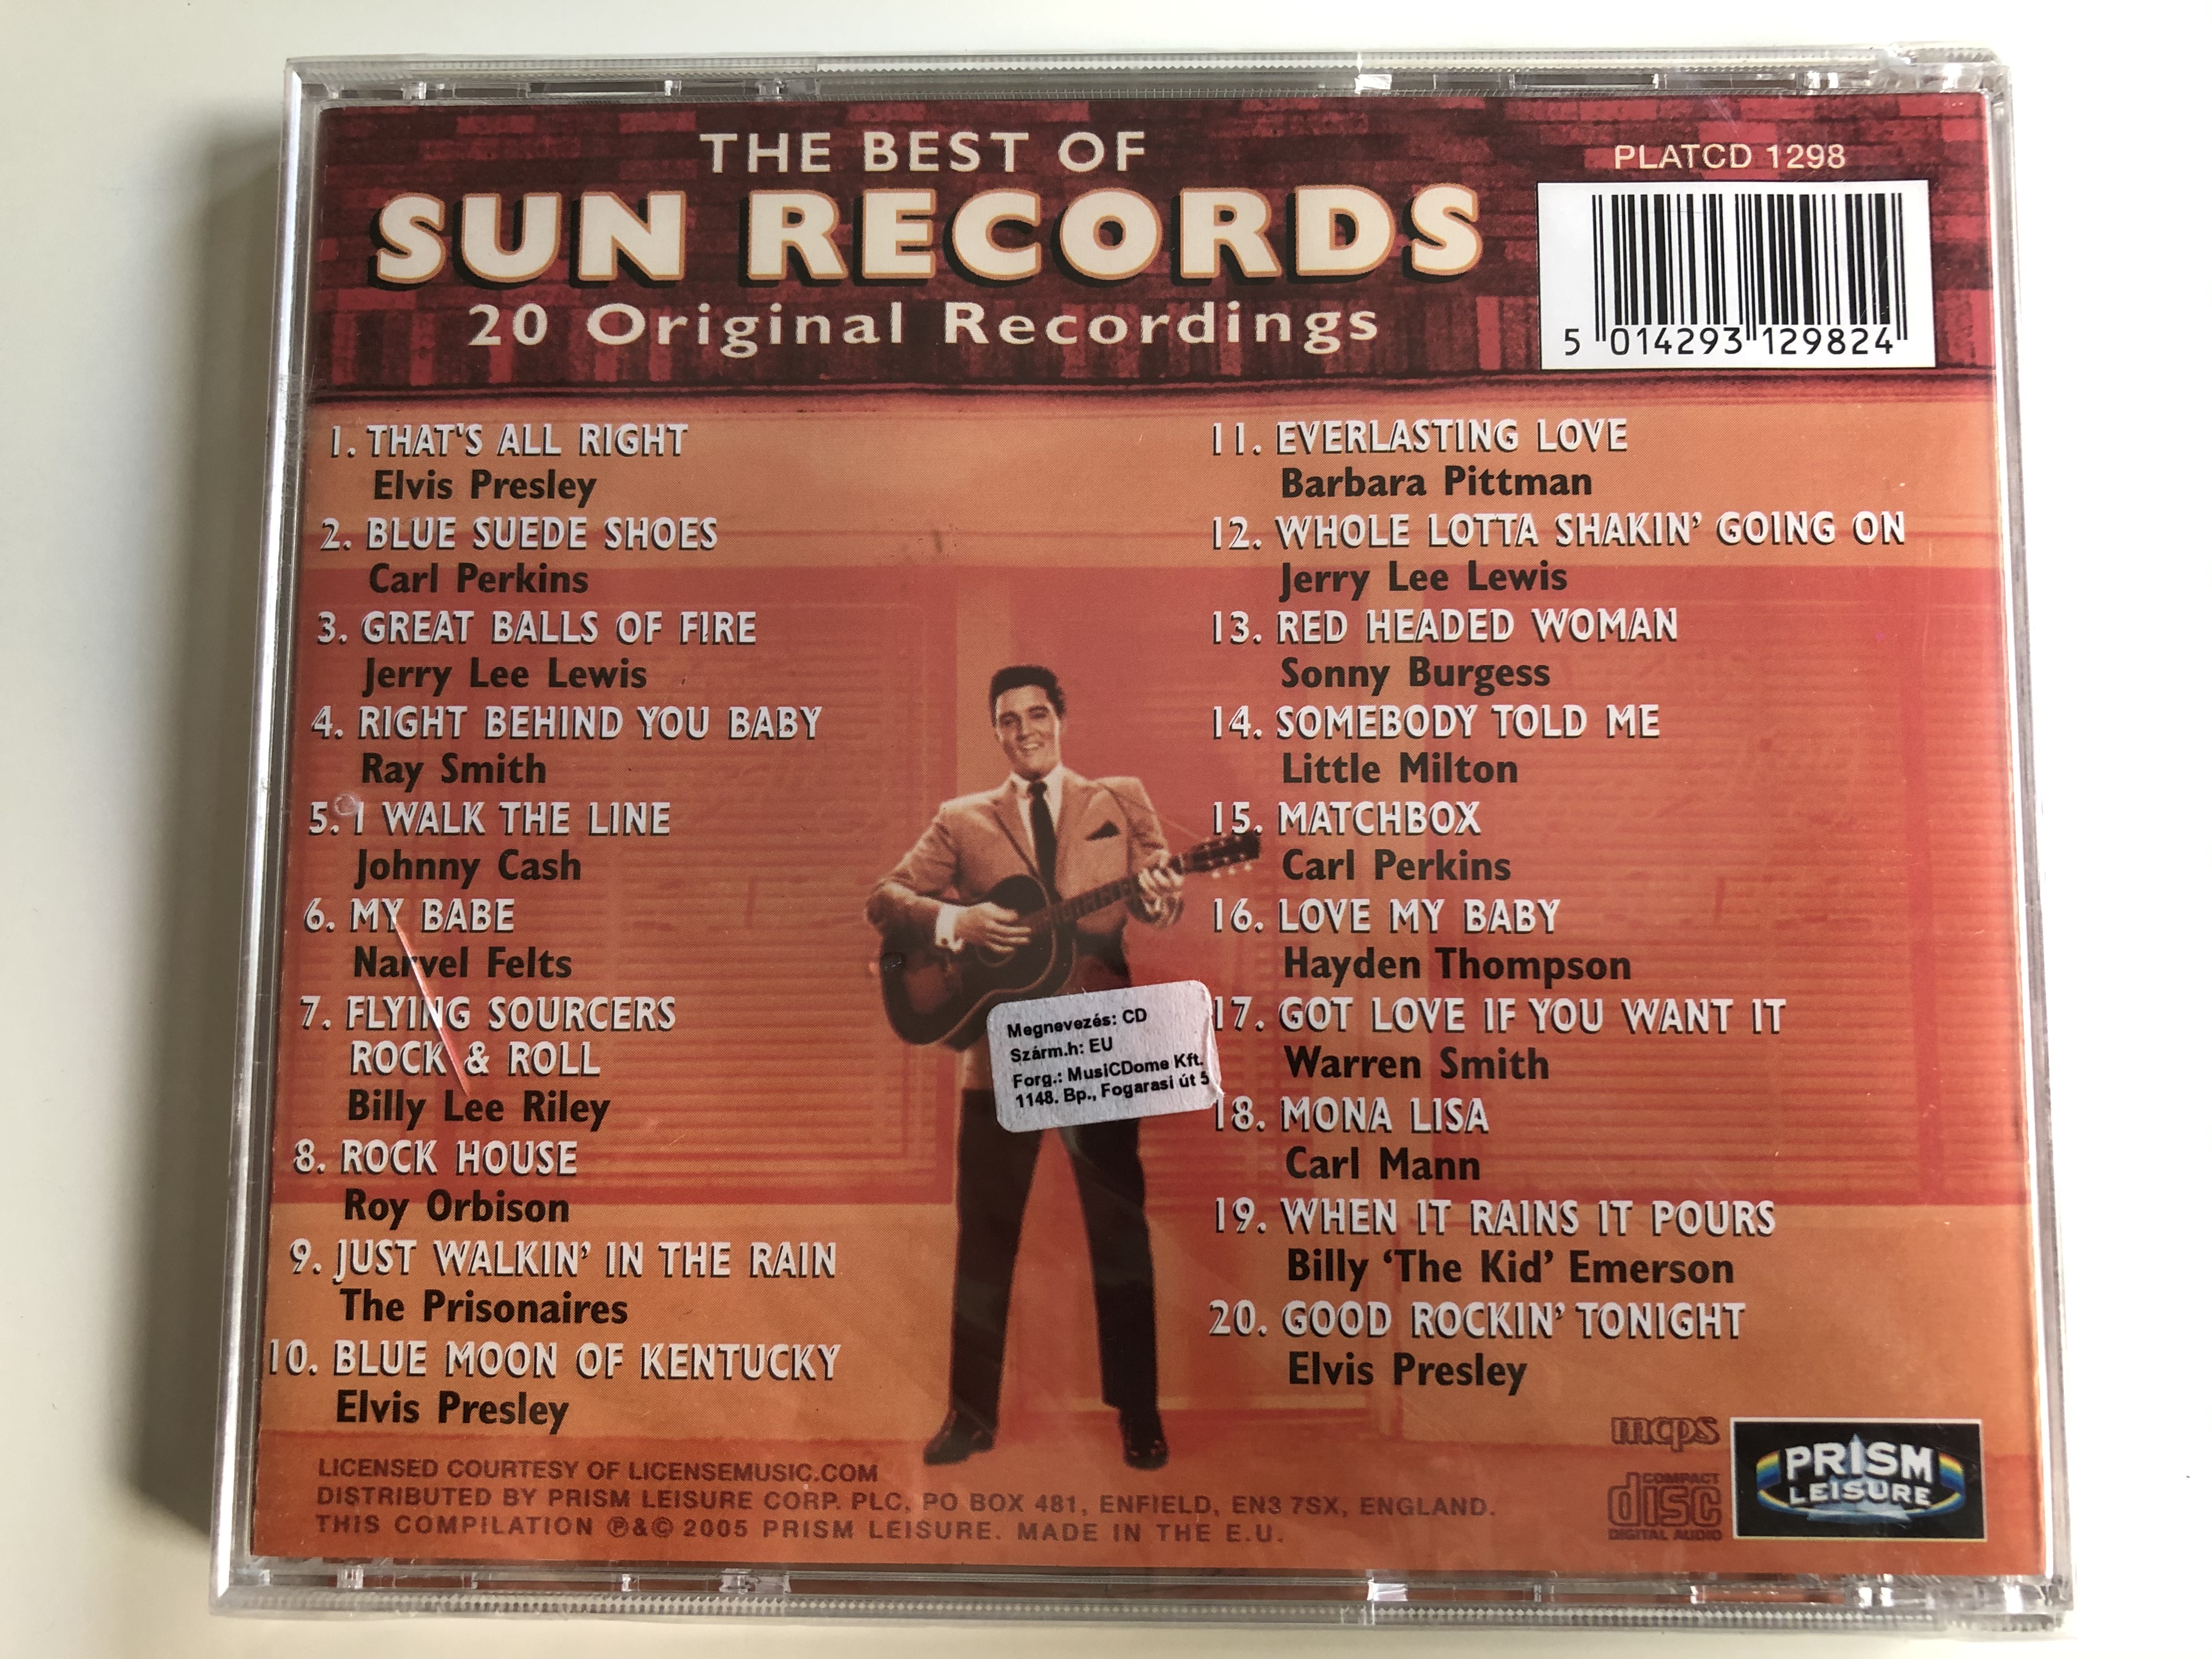 THE BEST OF
SUN RECORDS
20 Original Recordings
PLATCD 1298
5 014293 129824
1. THAT'S ALL RIGHT
Elvis Presley
2. BLUE SUEDE SHOES
Carl Perkins
3. GREAT BALLS OF FIRE
Jerry Lee Lewis
4. RIGHT BEHIND YOU BABY
Ray Smith
5. I WALK THE LINE
Johnny Cash
6. MY BABE
Narvel Felts
7. FLYING SOURCERS
ROCK & ROLL
Billy Lee Riley
8. ROCK HOUSE
Roy Orbison
9. JUST WALKIN' IN THE RAIN
The Prisonaires
10. BLUE MOON OF KENTUCKY
Elvis Presley
11. EVERLASTING LOVE
Barbara Pittman
12. WHOLE LOTTA SHAKIN' GOING ON
Jerry Lee Lewis
13. RED HEADED WOMAN
Sonny Burgess
14. SOMEBODY TOLD ME
Little Milton
15. MATCHBOX
Carl Perkins
16. LOVE MY BABY
Hayden Thompson
17. GOT LOVE IF YOU WANT IT
Warren Smith
18. MONA LISA
Carl Mann
19. WHEN IT RAINS IT POURS
Billy 'The Kid' Emerson
20. GOOD ROCKIN' TONIGHT
Elvis Presley
Megnevezés: CD
Szárm.h: EU
Forg.: MusiCDome Kft.
1148. Bp., Fogarasi út 5
LICENSED COURTESY OF LICENSEMUSIC.COM
DISTRIBUTED BY PRISM LEISURE CORP. PLC, PO BOX 481, ENFIELD, EN3 7SX, ENGLAND.
THIS COMPILATION ℗&© 2005 PRISM LEISURE. MADE IN THE E.U.
mcps
COMPACT
disc
DIGITAL AUDIO
PRISM
LEISURE